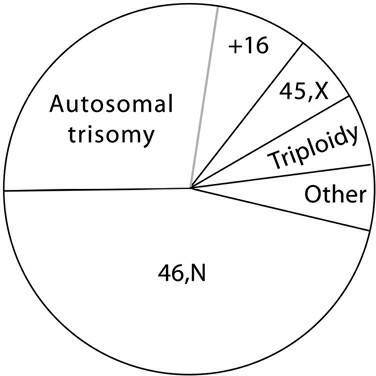 +16
45,X
Autosomal
trisomy
Triploidy
Other
46,N